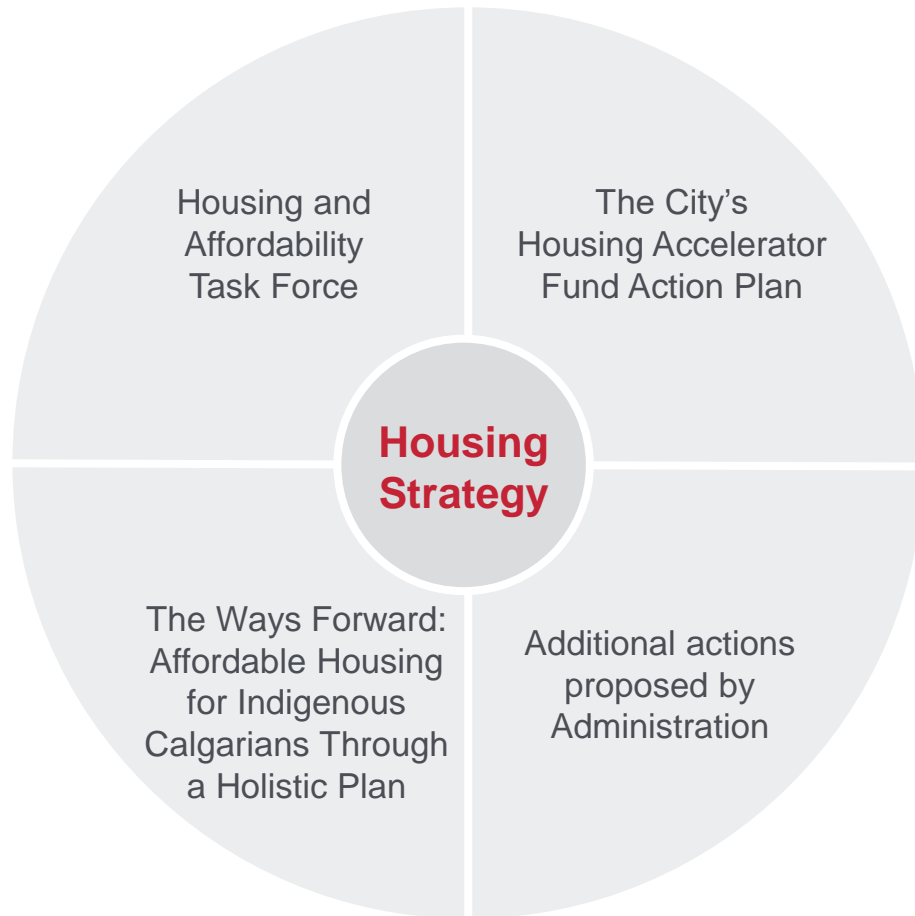 Housing and
Affordability
Task Force
The City's
Housing Accelerator
Fund Action Plan
Housing
Strategy
The Ways Forward:
Affordable Housing
for Indigenous
Calgarians Through
a Holistic Plan
Additional actions
proposed by
Administration